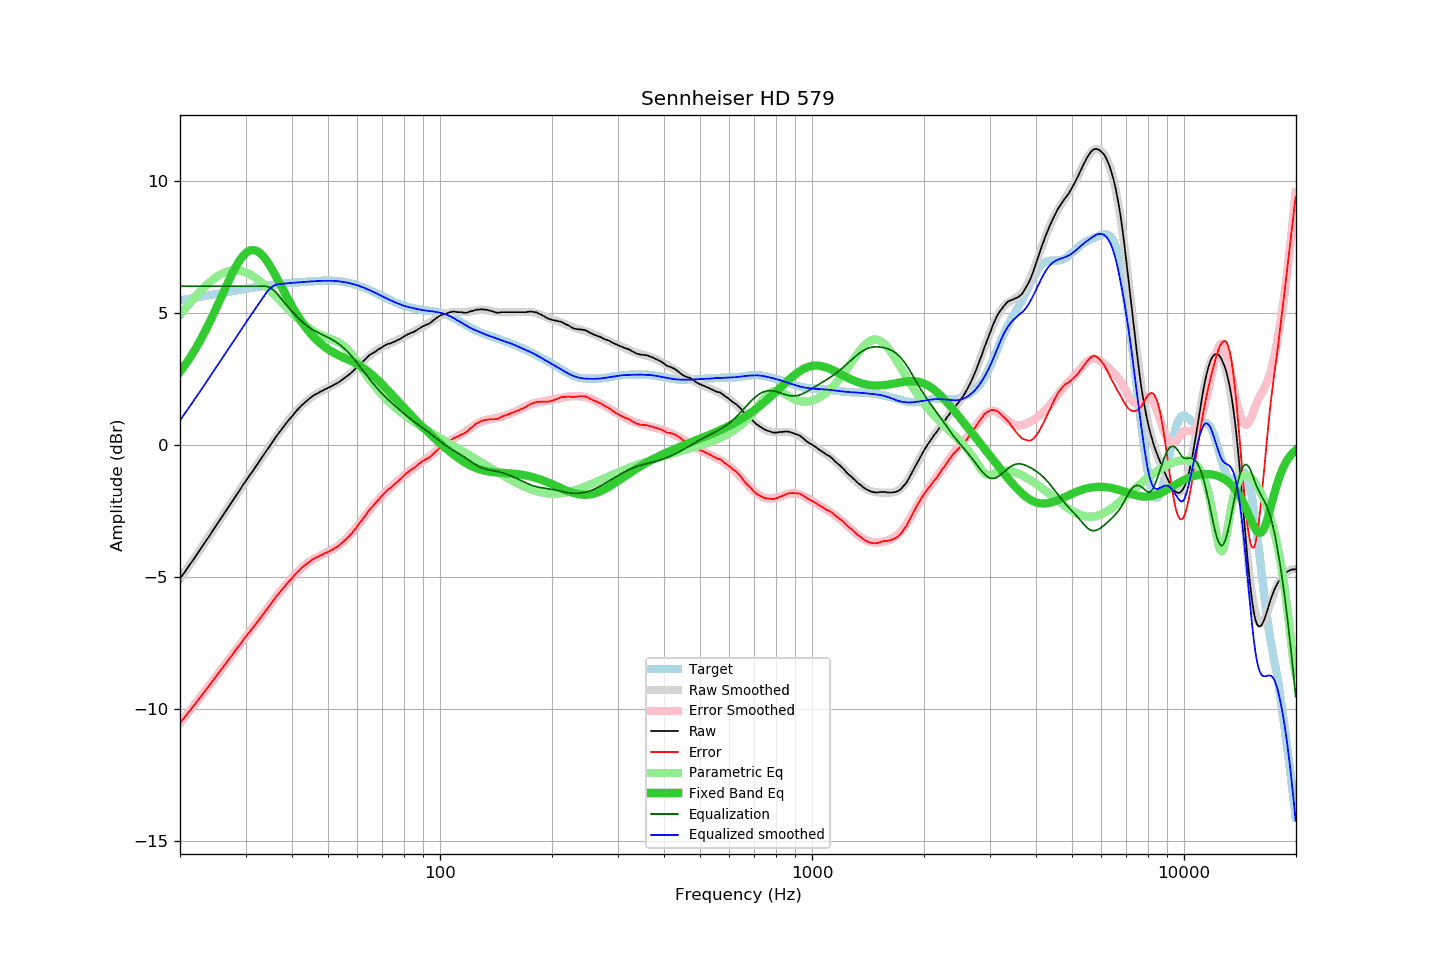 Sennheiser HD 579
Amplitude (dBr)
10
5
0
−5
−10
−15
Target
Raw Smoothed
Error Smoothed
Raw
Error
Parametric Eq
Fixed Band Eq
Equalization
Equalized smoothed
100
1000
10000
Frequency (Hz)